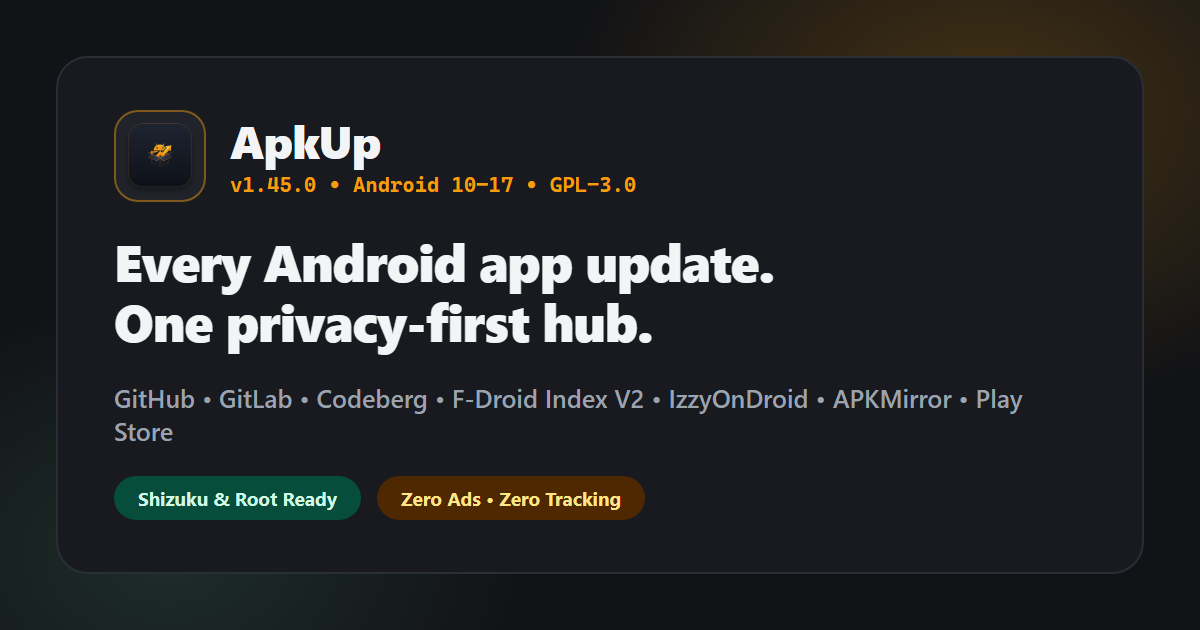 ApkUp
v1.45.0 • Android 10–17 • GPL-3.0
Every Android app update.
One privacy-first hub.
GitHub • GitLab • Codeberg • F-Droid Index V2 • IzzyOnDroid • APKMirror • Play
Store
Shizuku & Root Ready
Zero Ads • Zero Tracking